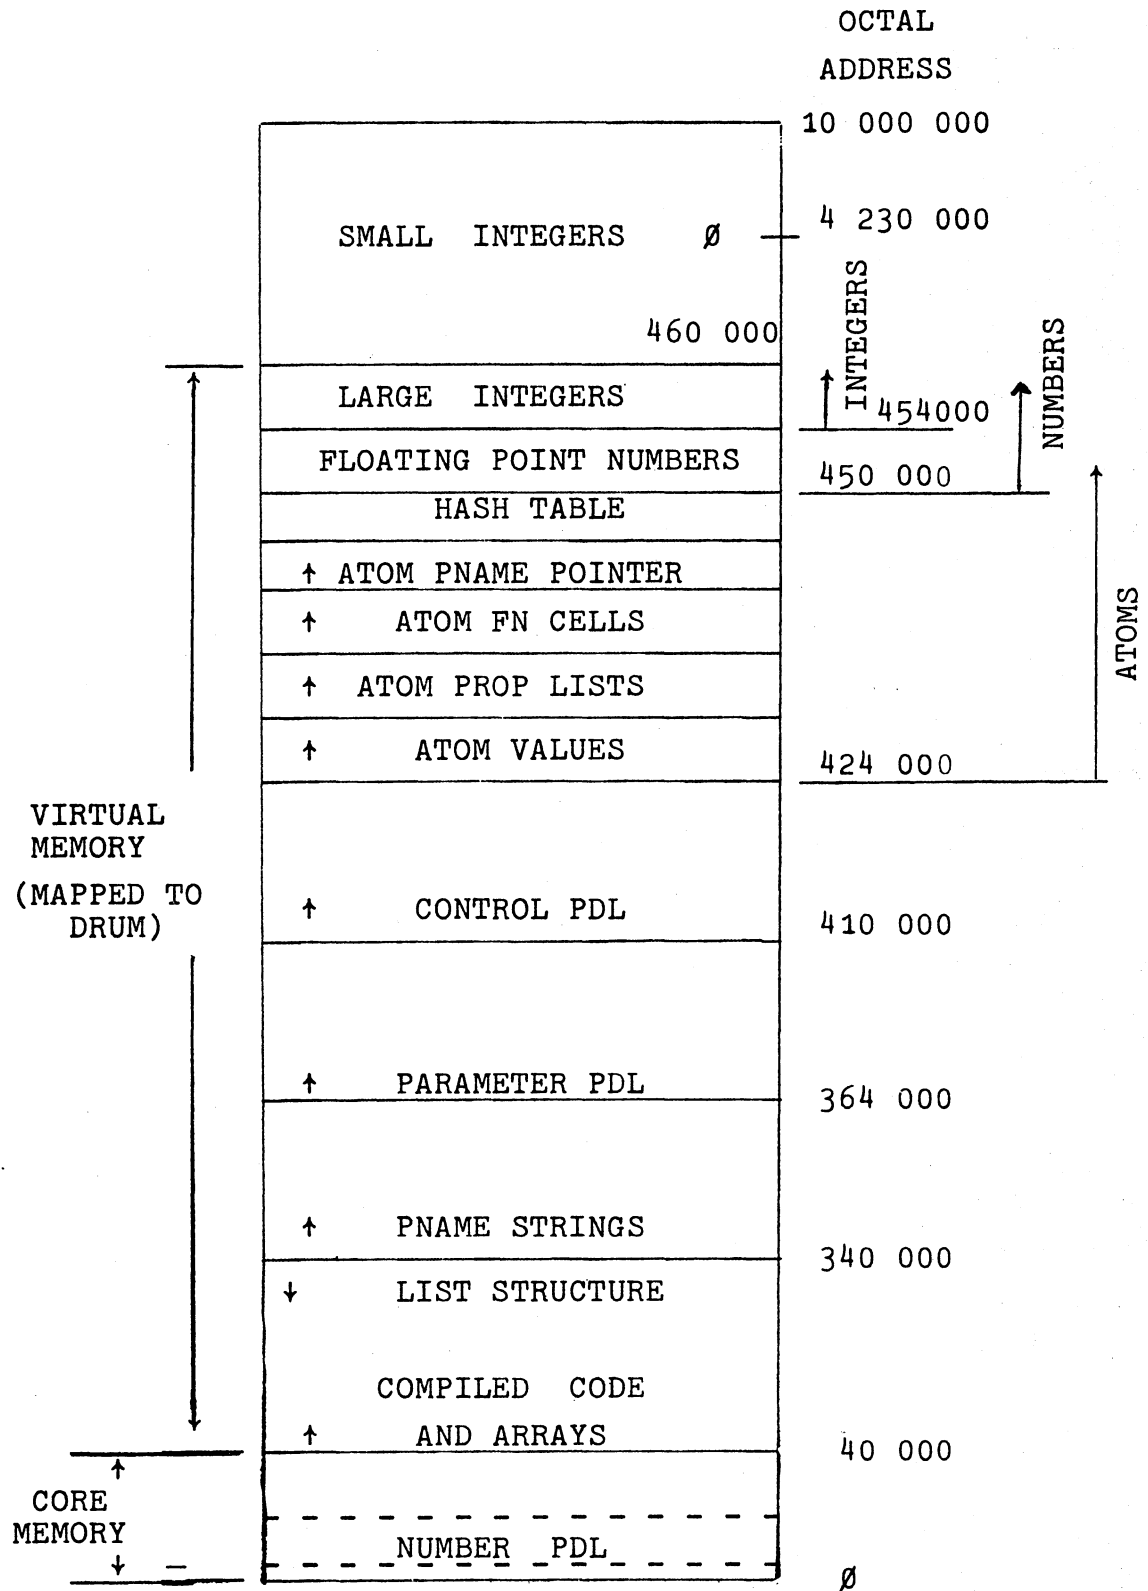 OCTAL
ADDRESS
10 000 000
4 230 000
SMALL INTEGERS Ø
460 000
INTEGERS
NUMBERS
LARGE INTEGERS
454000
FLOATING POINT NUMBERS
450 000
HASH TABLE
↑ ATOM PNAME POINTER
↑ ATOM FN CELLS
ATOMS
↑ ATOM PROP LISTS
↑ ATOM VALUES
424 000
VIRTUAL
MEMORY
(MAPPED TO
DRUM)
↑ CONTROL PDL
410 000
↑ PARAMETER PDL
364 000
↑ PNAME STRINGS
340 000
↓ LIST STRUCTURE
COMPILED CODE
↑ AND ARRAYS
40 000
CORE
MEMORY
NUMBER PDL
Ø